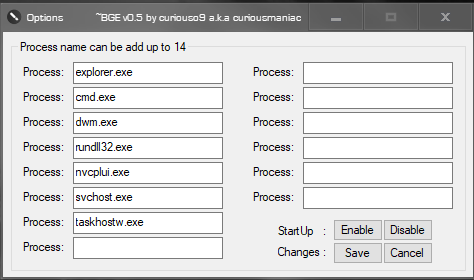 Options ~BGE v0.5 by curiouso9 a.k.a curiousmaniac
Process name can be add up to 14
Process: explorer.exe Process:
Process: cmd.exe Process:
Process: dwm.exe Process:
Process: rundll32.exe Process:
Process: nvcplui.exe Process:
Process: svchost.exe Process:
Process: taskhostw.exe StartUp : Enable Disable
Process: Changes : Save Cancel